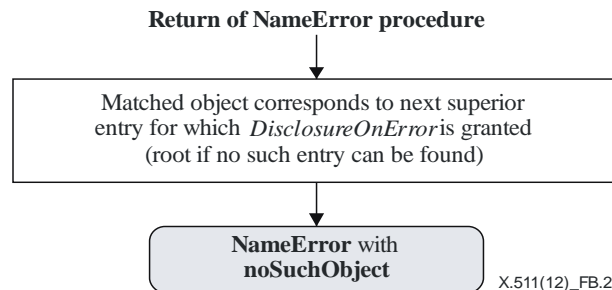 Return of NameError procedure
Matched object corresponds to next superior
entry for which DisclosureOnError is granted
(root if no such entry can be found)
NameError with
noSuchObject
X.511(12)_FB.2